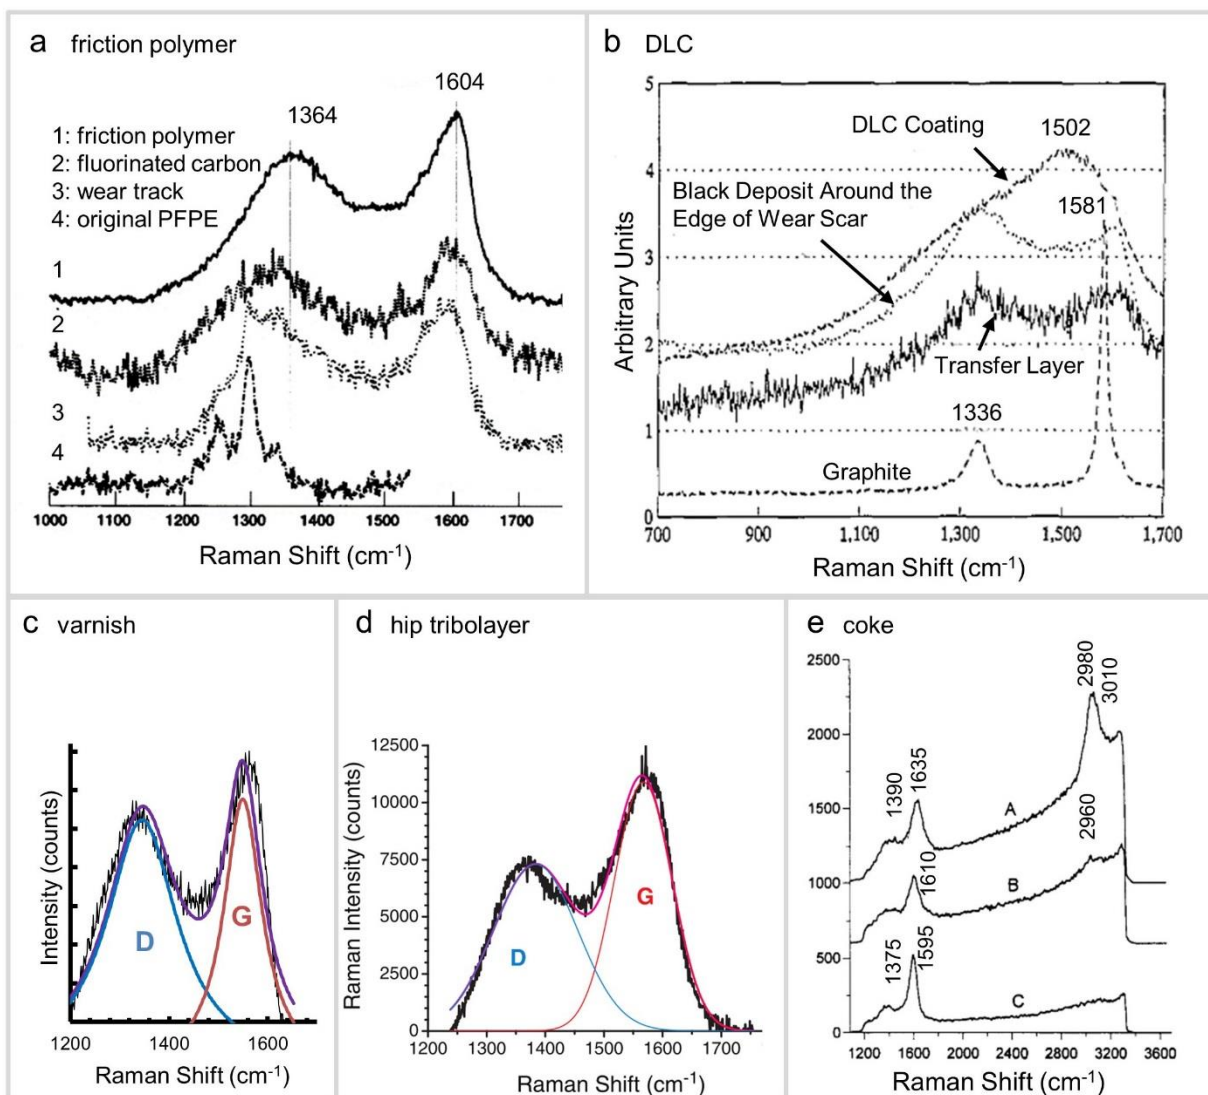 a friction polymer
1604
1364
1: friction polymer
2: fluorinated carbon
3: wear track
4: original PFPE
1
2
3
4
1000 1100 1200 1300 1400 1500 1600 1700
Raman Shift (cm⁻¹)
b DLC
5
4
3
2
1
0
Arbitrary Units
DLC Coating
1502
Black Deposit Around the
Edge of Wear Scar
1581
Transfer Layer
1336
Graphite
700 900 1,100 1,300 1,500 1,700
Raman Shift (cm⁻¹)
c varnish
Intensity (counts)
D
G
1200 1400 1600
Raman Shift (cm⁻¹)
d hip tribolayer
12500
10000
7500
5000
2500
0
Raman Intensity (counts)
D
G
1200 1300 1400 1500 1600 1700
Raman Shift (cm⁻¹)
e coke
2500
2000
1500
1000
500
0
2980
3010
1390
1635
A
2960
1610
B
1375
1595
C
1200 1600 2000 2400 2800 3200 3600
Raman Shift (cm⁻¹)